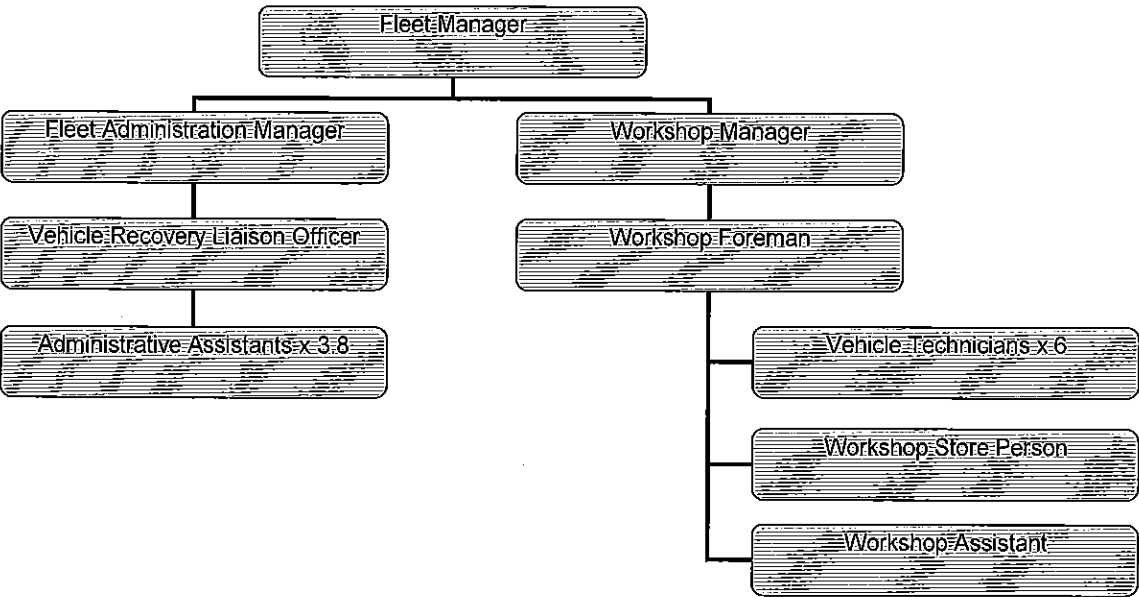 Fleet Manager
Fleet Administration Manager
Workshop Manager
Vehicle Recovery Liaison Officer
Workshop Foreman
Administrative Assistants x 3.8
Vehicle Technicians x 6
Workshop Store Person
Workshop Assistant